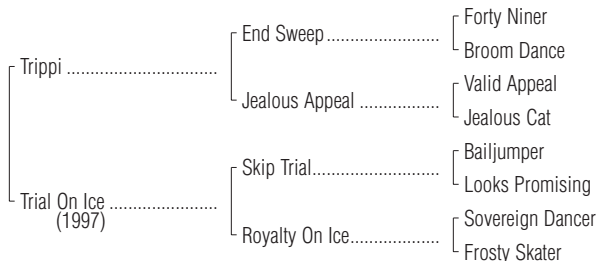 Forty Niner
End Sweep.......................
Broom Dance
Trippi ................................
Valid Appeal
Jealous Appeal .................
Jealous Cat
Bailjumper
Skip Trial..........................
Looks Promising
Trial On Ice .......................
(1997)
Sovereign Dancer
Royalty On Ice...................
Frosty Skater